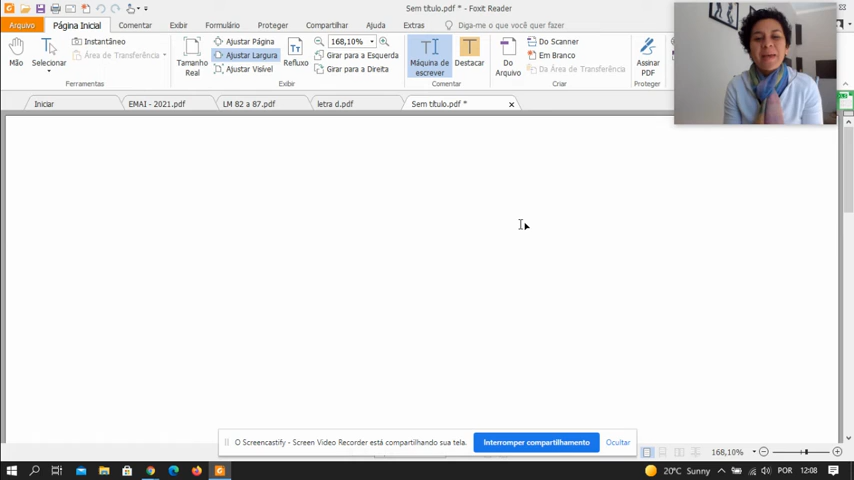 Sem título.pdf * - Foxit Reader
Arquivo Página Inicial Comentar Exibir Formulário Proteger Compartilhar Ajuda Extras Diga-me o que você quer fazer
Mão
Selecionar
Instantâneo
Área de Transferência
Ferramentas
Tamanho Real
Ajustar Página
Ajustar Largura
Ajustar Visível
Refluxo
168,10%
Girar para a Esquerda
Girar para a Direita
Exibir
Máquina de escrever
Destacar
Comentar
Do Arquivo
Do Scanner
Em Branco
Da Área de Transferência
Criar
Assinar PDF
Proteger
Iniciar EMAI - 2021.pdf LM 82 a 87.pdf letra d.pdf Sem título.pdf *
O Screencastify - Screen Video Recorder está compartilhando sua tela. Interromper compartilhamento Ocultar
168,10%
20°C Sunny POR 12:08